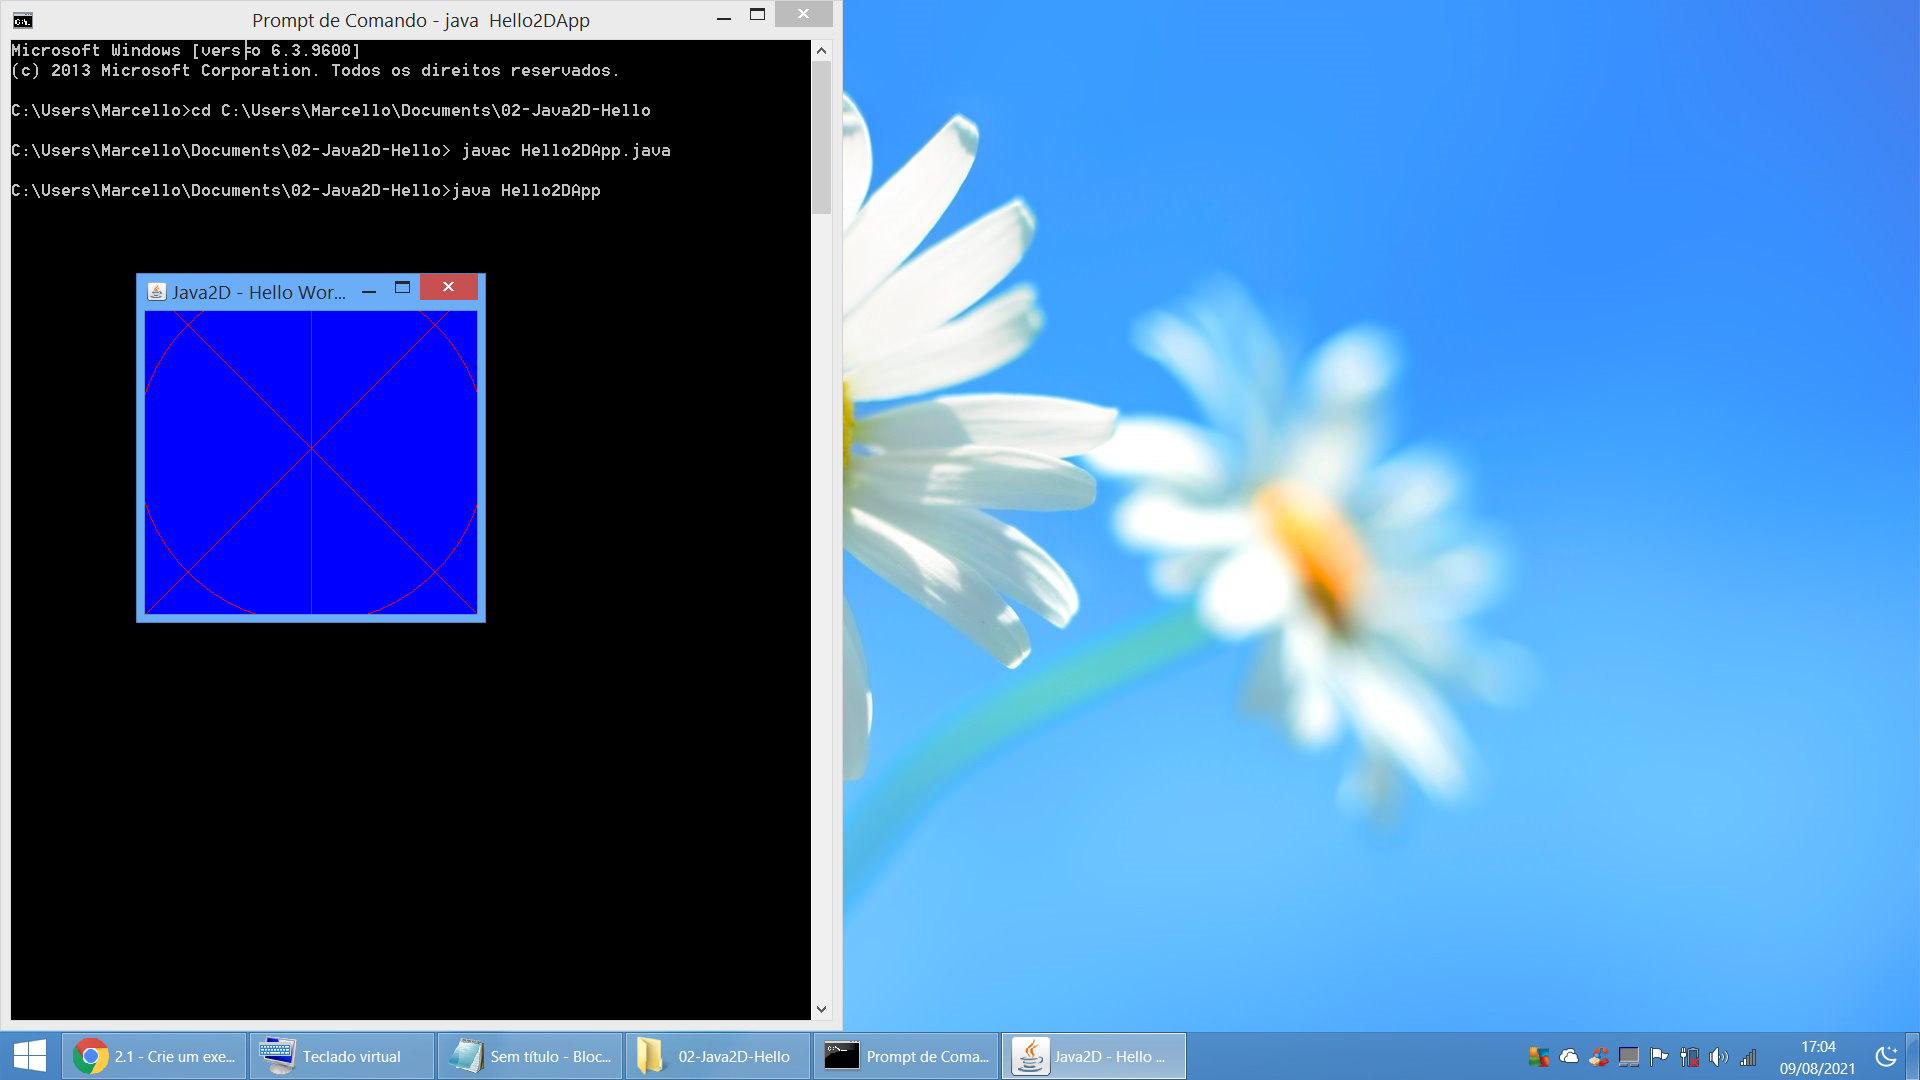 Prompt de Comando - java  Hello2DApp
Microsoft Windows [vers o 6.3.9600]
(c) 2013 Microsoft Corporation. Todos os direitos reservados.
C:\Users\Marcello>cd C:\Users\Marcello\Documents\02-Java2D-Hello
C:\Users\Marcello\Documents\02-Java2D-Hello> javac Hello2DApp.java
C:\Users\Marcello\Documents\02-Java2D-Hello>java Hello2DApp
Java2D - Hello Wor...
2.1 - Crie um exe...
Teclado virtual
Sem título - Bloc...
02-Java2D-Hello
Prompt de Coma...
Java2D - Hello ...
17:04
09/08/2021